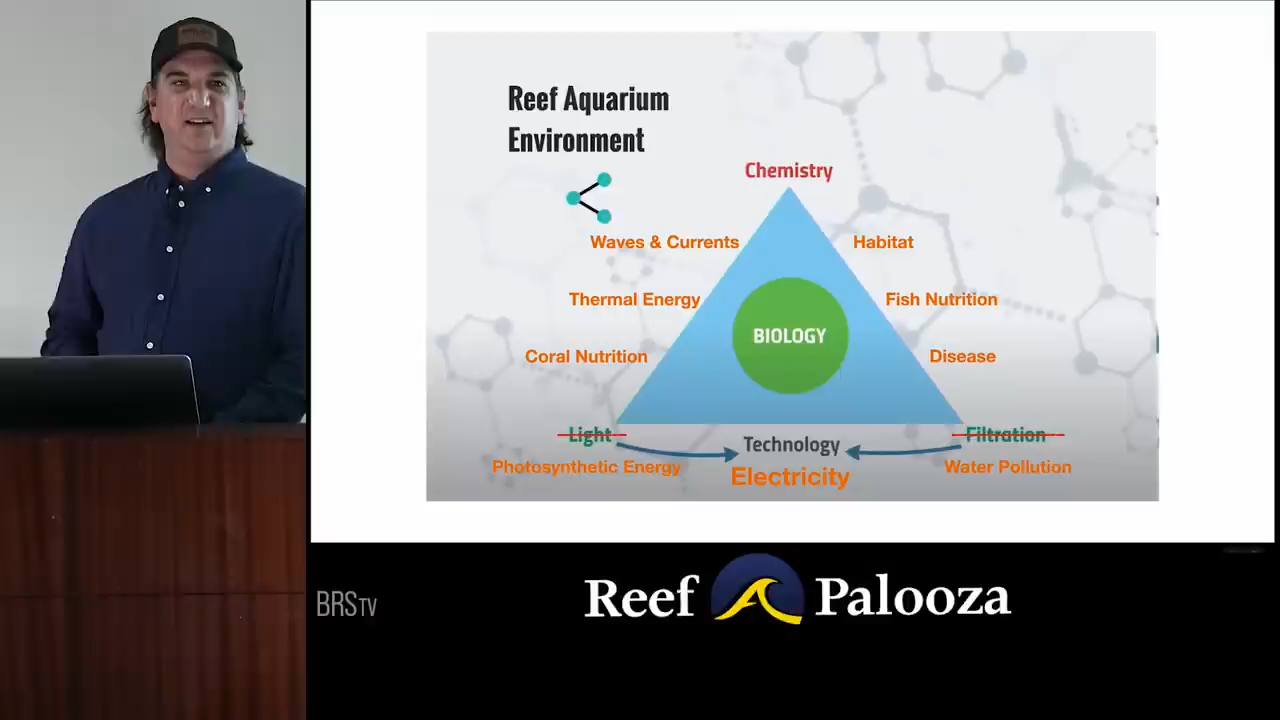 Reef Aquarium
Environment
Chemistry
Waves & Currents
Habitat
Thermal Energy
Fish Nutrition
BIOLOGY
Coral Nutrition
Disease
Light
Technology
Filtration
Photosynthetic Energy
Electricity
Water Pollution
BRSTV
Reef Palooza